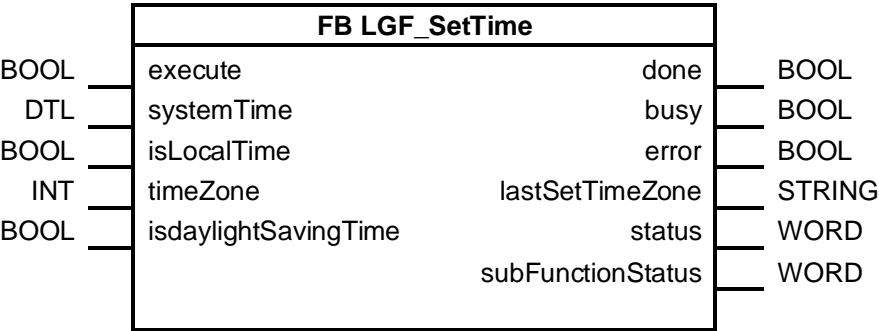 FB LGF_SetTime
BOOL execute done BOOL
DTL systemTime busy BOOL
BOOL isLocalTime error BOOL
INT timeZone lastSetTimeZone STRING
BOOL isdaylightSavingTime status WORD
subFunctionStatus WORD